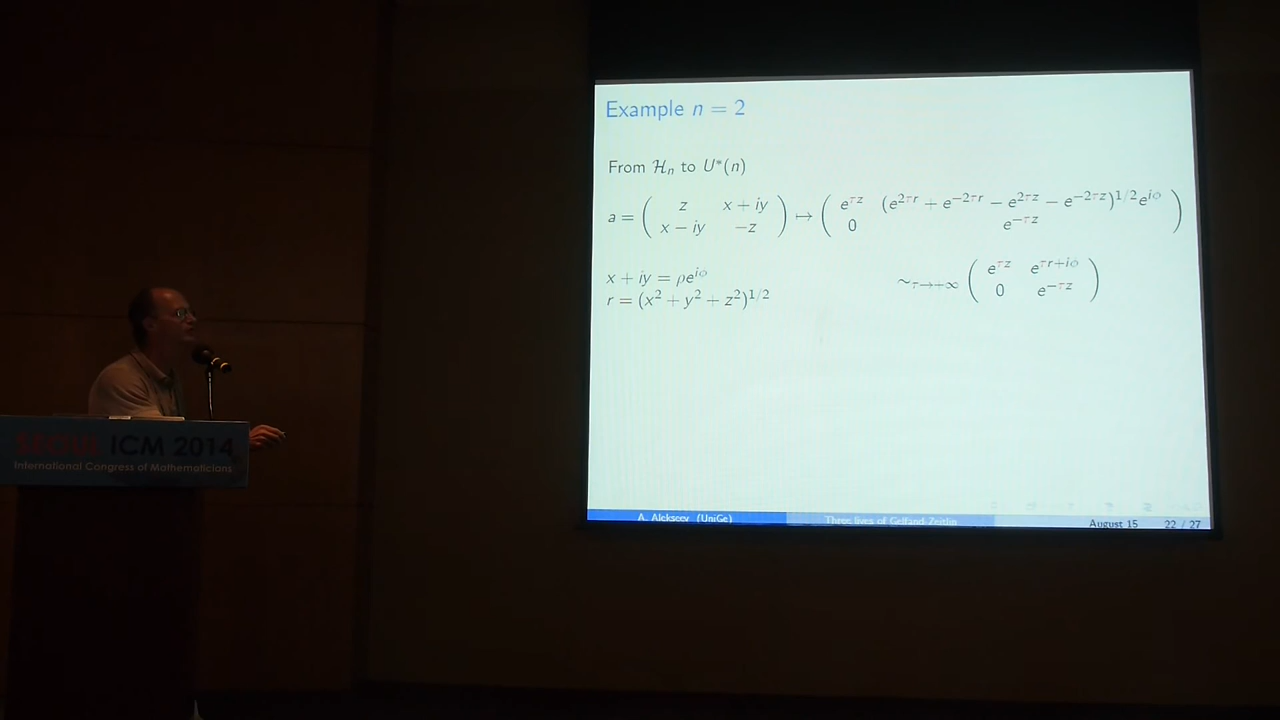 Example n = 2
From ℋₙ to U*(n)
a = ( z x + iy ; x − iy −z ) ↦ ( e^{τz} (e^{2τr} + e^{−2τr} − e^{2τz} − e^{−2τz})^{1/2}e^{iφ} ; 0 e^{−τz} )
x + iy = ρe^{iφ}
r = (x² + y² + z²)^{1/2}
∼_{τ→+∞} ( e^{τz} e^{τr+iφ} ; 0 e^{−τz} )
A. Alekseev (UniGe) Three lives of Gelfand-Zeitlin August 15 22 / 27
SEOUL ICM 2014
International Congress of Mathematicians